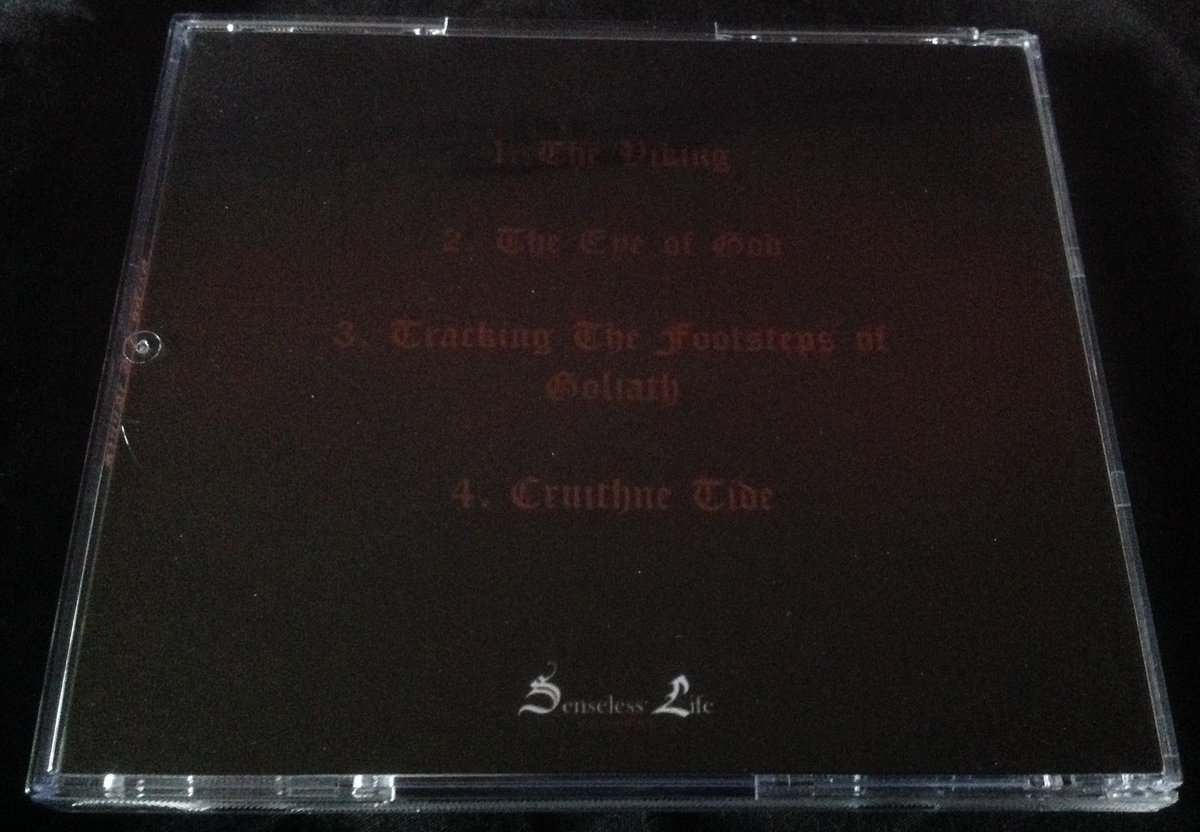 1. The Viking
2. The Eye of God
3. Tracking The Footsteps of
Goliath
4. Cruithne Tide
Senseless Life